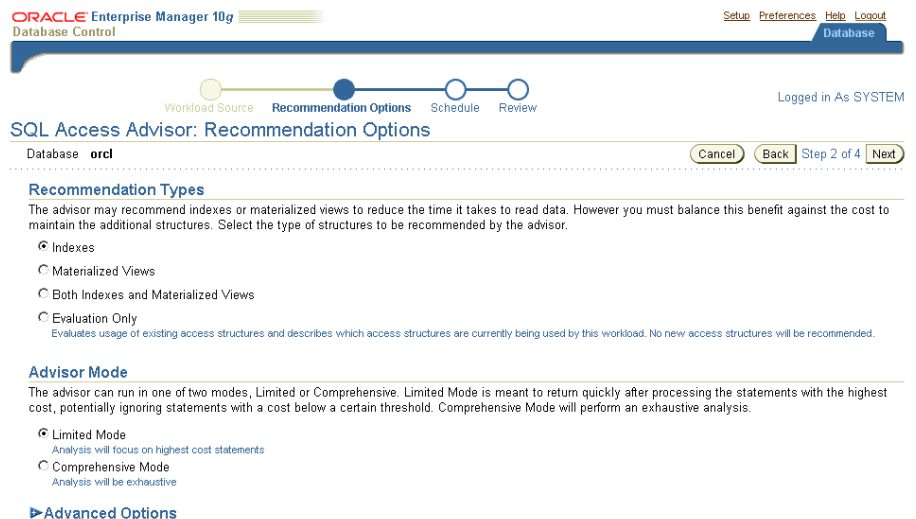 ORACLE Enterprise Manager 10g
Database Control
Setup Preferences Help Logout
Database
Workload Source Recommendation Options Schedule Review
Logged in As SYSTEM
SQL Access Advisor: Recommendation Options
Database orcl
Cancel Back Step 2 of 4 Next
Recommendation Types
The advisor may recommend indexes or materialized views to reduce the time it takes to read data. However you must balance this benefit against the cost to
maintain the additional structures. Select the type of structures to be recommended by the advisor.
Indexes
Materialized Views
Both Indexes and Materialized Views
Evaluation Only
Evaluates usage of existing access structures and describes which access structures are currently being used by this workload. No new access structures will be recommended.
Advisor Mode
The advisor can run in one of two modes, Limited or Comprehensive. Limited Mode is meant to return quickly after processing the statements with the highest
cost, potentially ignoring statements with a cost below a certain threshold. Comprehensive Mode will perform an exhaustive analysis.
Limited Mode
Analysis will focus on highest cost statements
Comprehensive Mode
Analysis will be exhaustive
Advanced Options